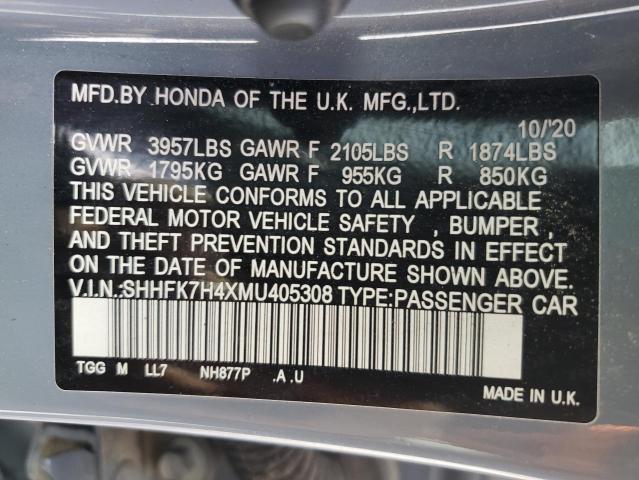 MFD.BY HONDA OF THE U.K. MFG.,LTD.
10/'20
GVWR 3957LBS GAWR F 2105LBS R 1874LBS
GVWR 1795KG GAWR F 955KG R 850KG
THIS VEHICLE CONFORMS TO ALL APPLICABLE
FEDERAL MOTOR VEHICLE SAFETY , BUMPER ,
AND THEFT PREVENTION STANDARDS IN EFFECT
ON THE DATE OF MANUFACTURE SHOWN ABOVE.
V.I.N.:SHHFK7H4XMU405308 TYPE:PASSENGER CAR
TGG M LL7 NH877P .A .U
MADE IN U.K.